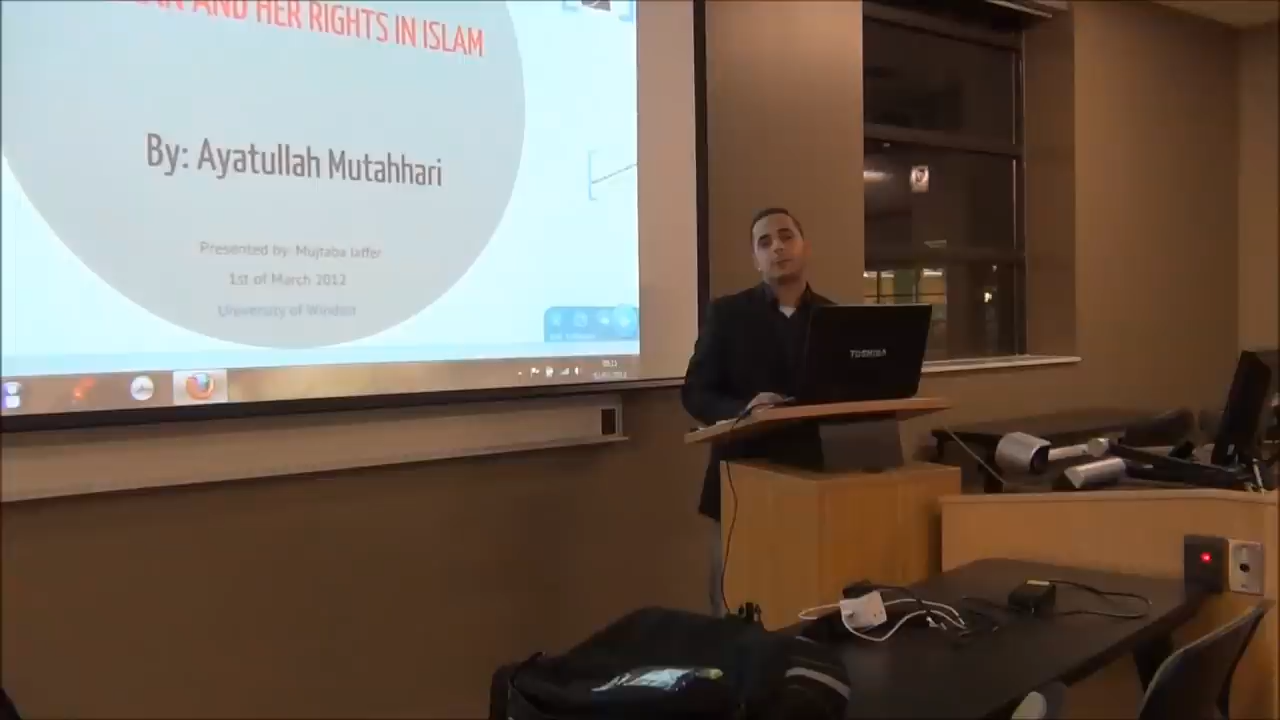 AND HER RIGHTS IN ISLAM
By: Ayatullah Mutahhari
Presented by: Mujtaba Jaffer
1st of March 2012
University of Windsor
TOSHIBA